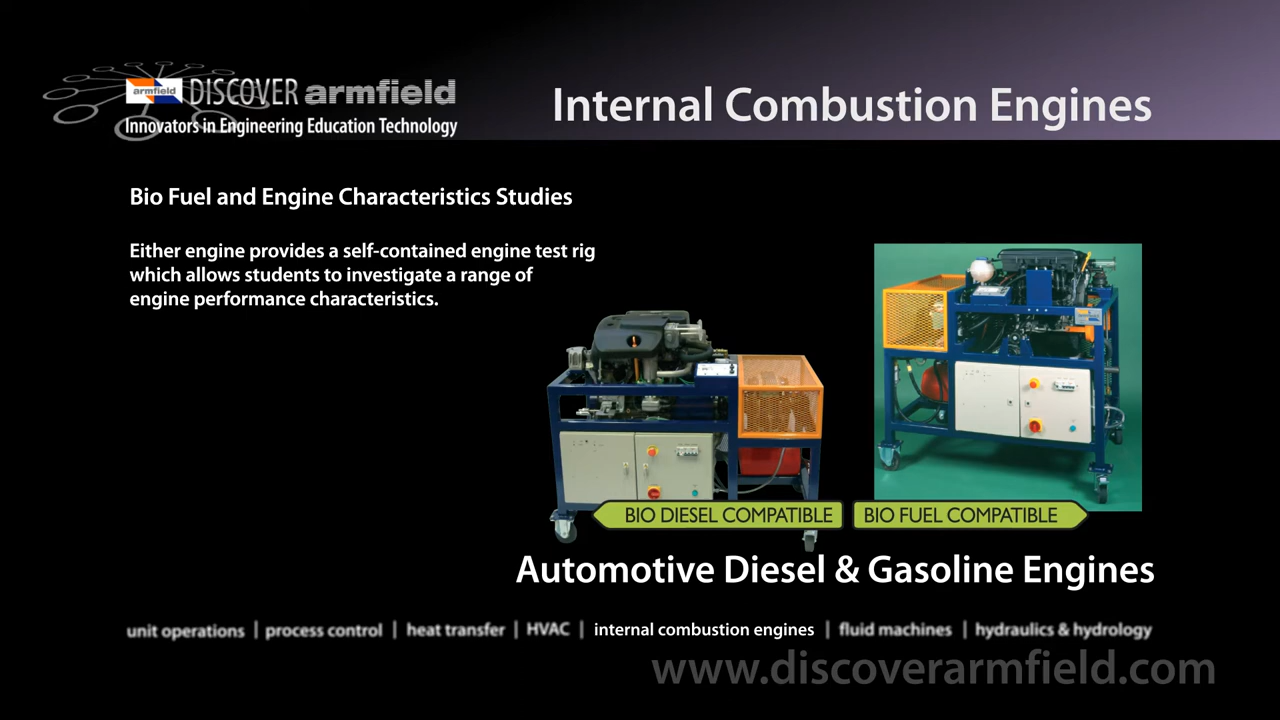 armfield DISCOVER armfield
Innovators in Engineering Education Technology
Internal Combustion Engines
Bio Fuel and Engine Characteristics Studies
Either engine provides a self-contained engine test rig
which allows students to investigate a range of
engine performance characteristics.
BIO DIESEL COMPATIBLE
BIO FUEL COMPATIBLE
Automotive Diesel & Gasoline Engines
unit operations | process control | heat transfer | HVAC | internal combustion engines | fluid machines | hydraulics & hydrology
www.discoverarmfield.com